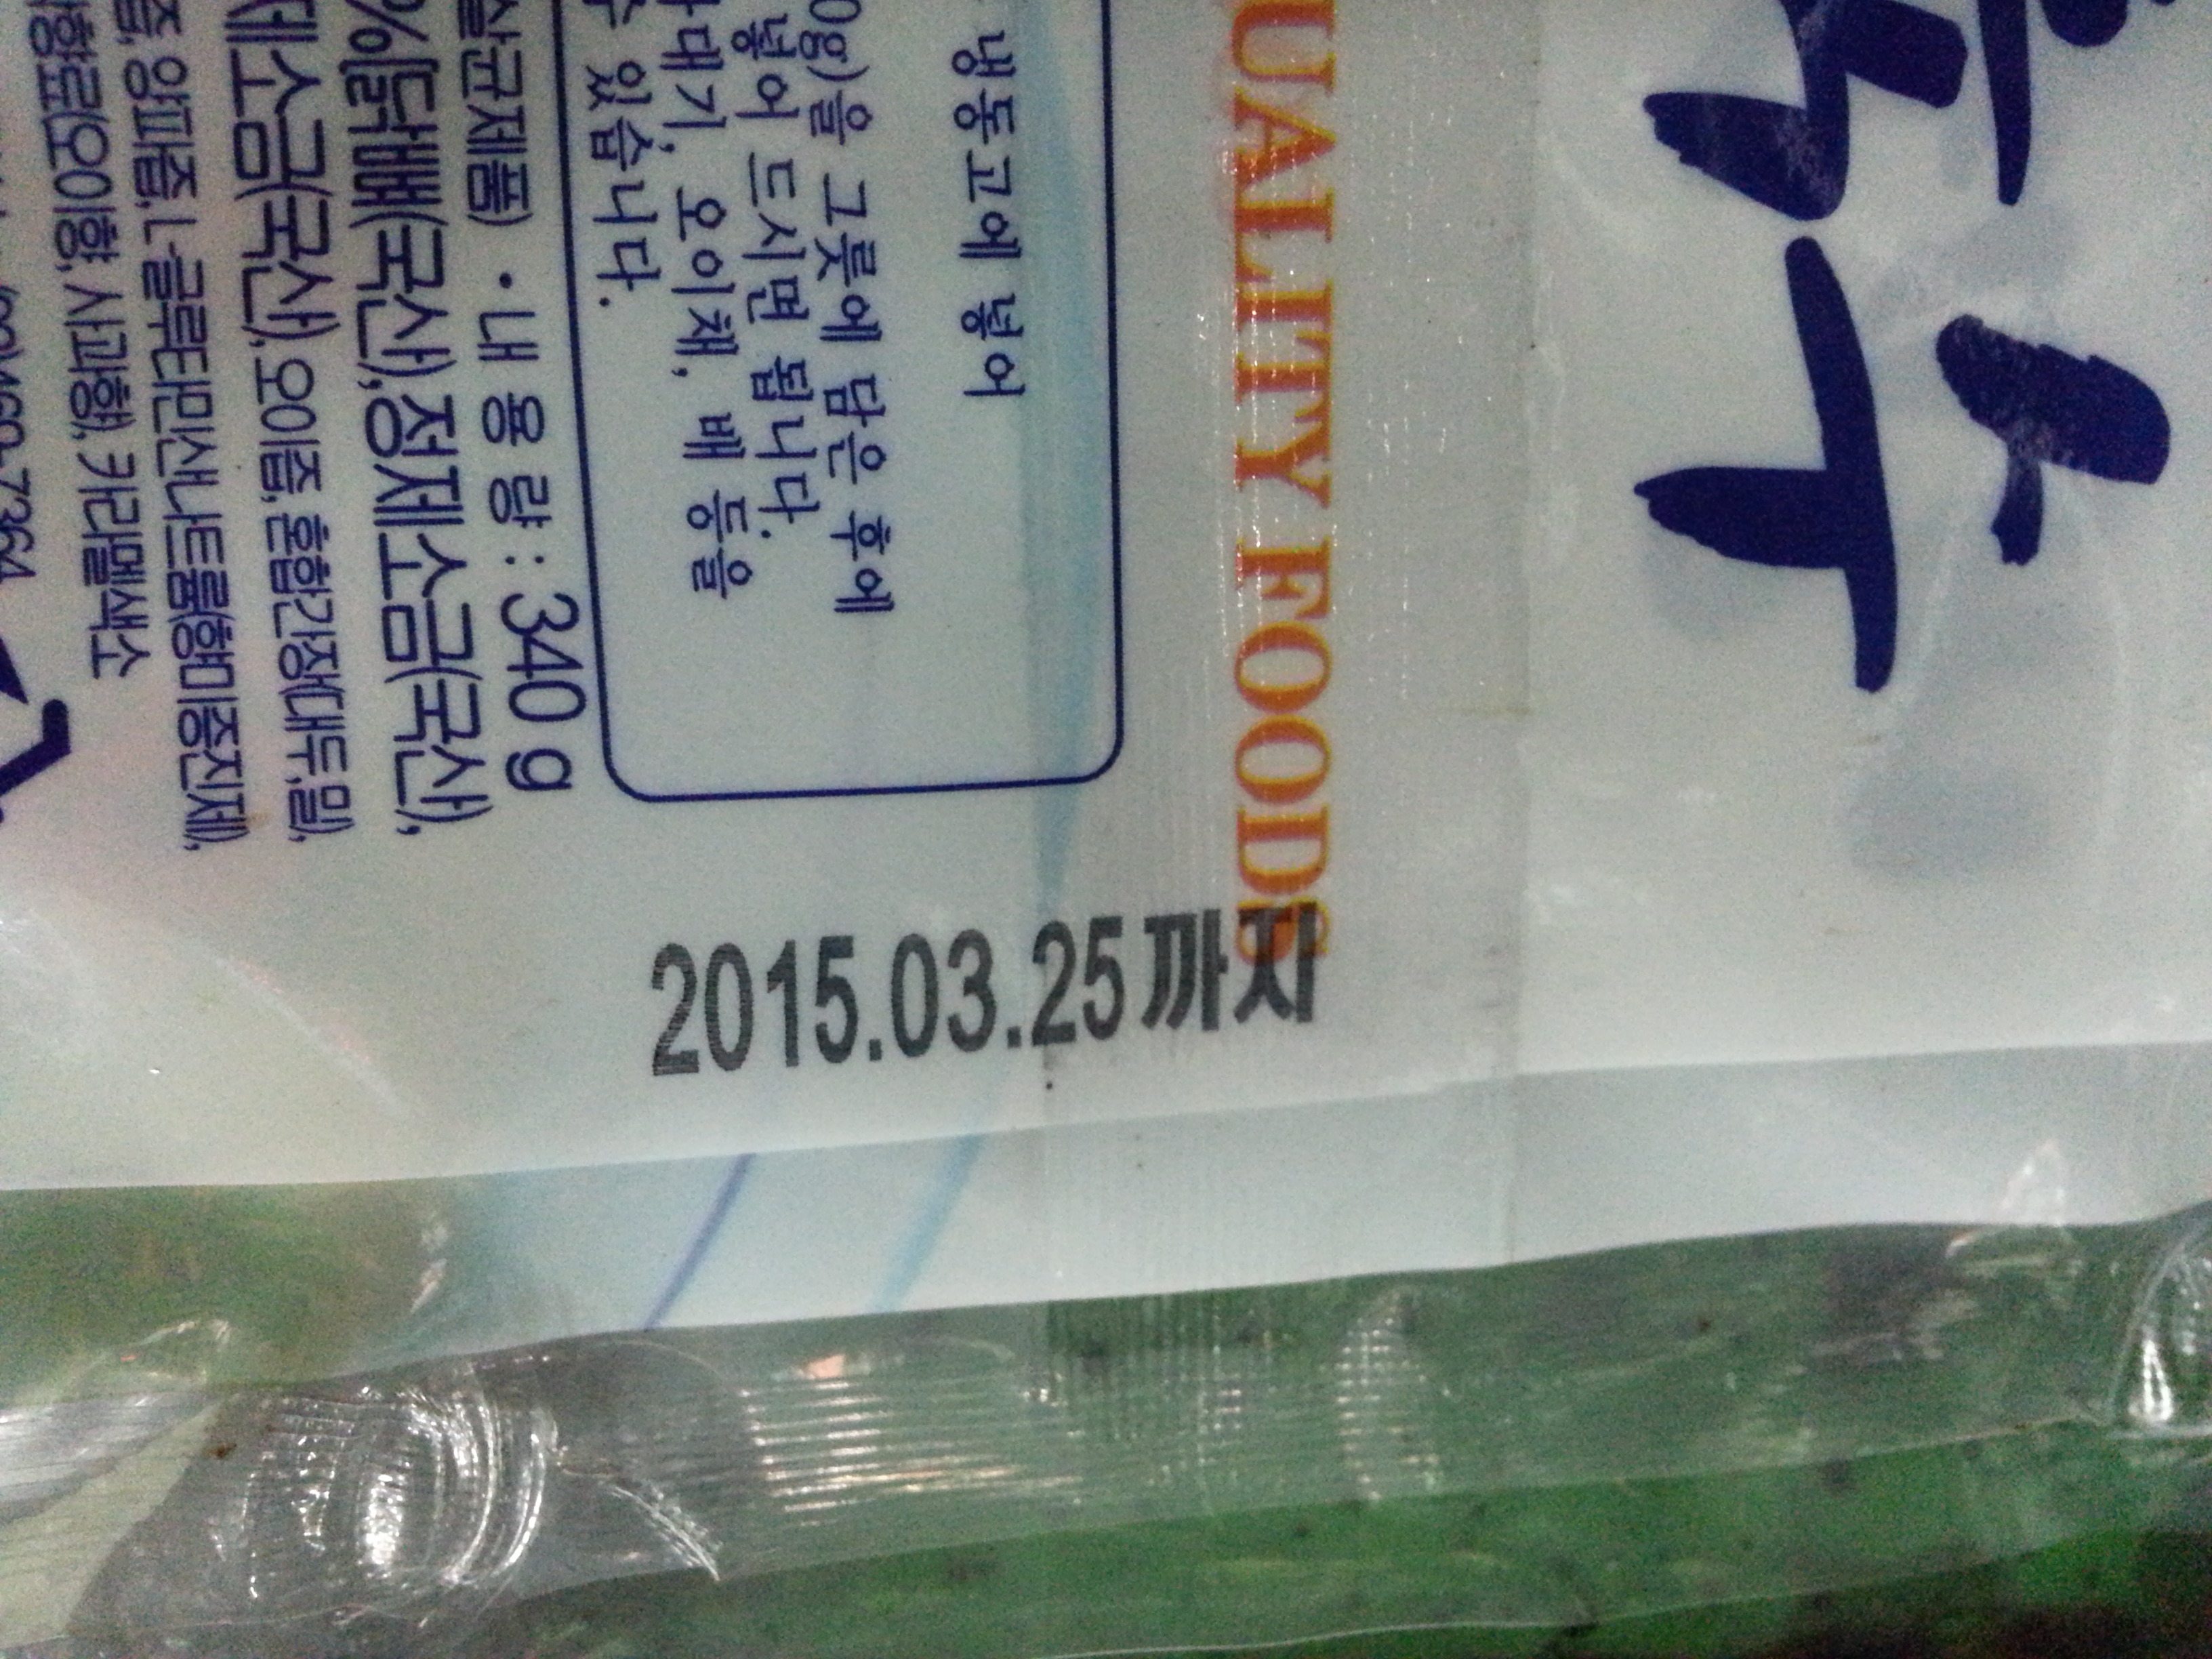 냉동고에 넣어
0g)을 그릇에 담은 후에
넣어 드시면 됩니다.
대기, 오이채, 배 등을
수 있습니다.
살균제품) · 내 용 량 : 340 g
%[닭,배(국산),정제소금(국산),
제소금(국산), 오이즙, 혼합간장(대두,밀),
즙, 양파즙, L-글루타민산나트륨(향미증진제),
향료(오이향, 사과향), 카라멜색소
QUALITY FOODS
2015.03.25까지
육수